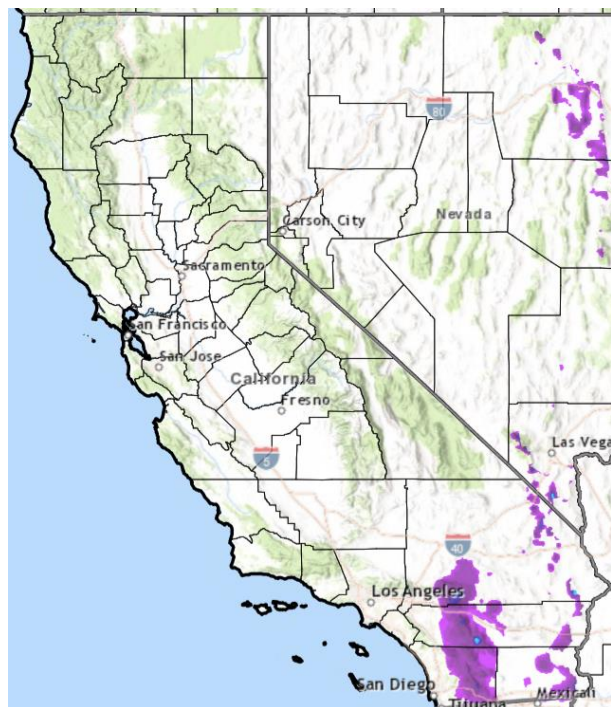 80
Carson City
Nevada
Sacramento
San Francisco
San Jose
California
Fresno
5
Las Vega
40
Los Angeles
San Diego
Tijuana
Mexicali